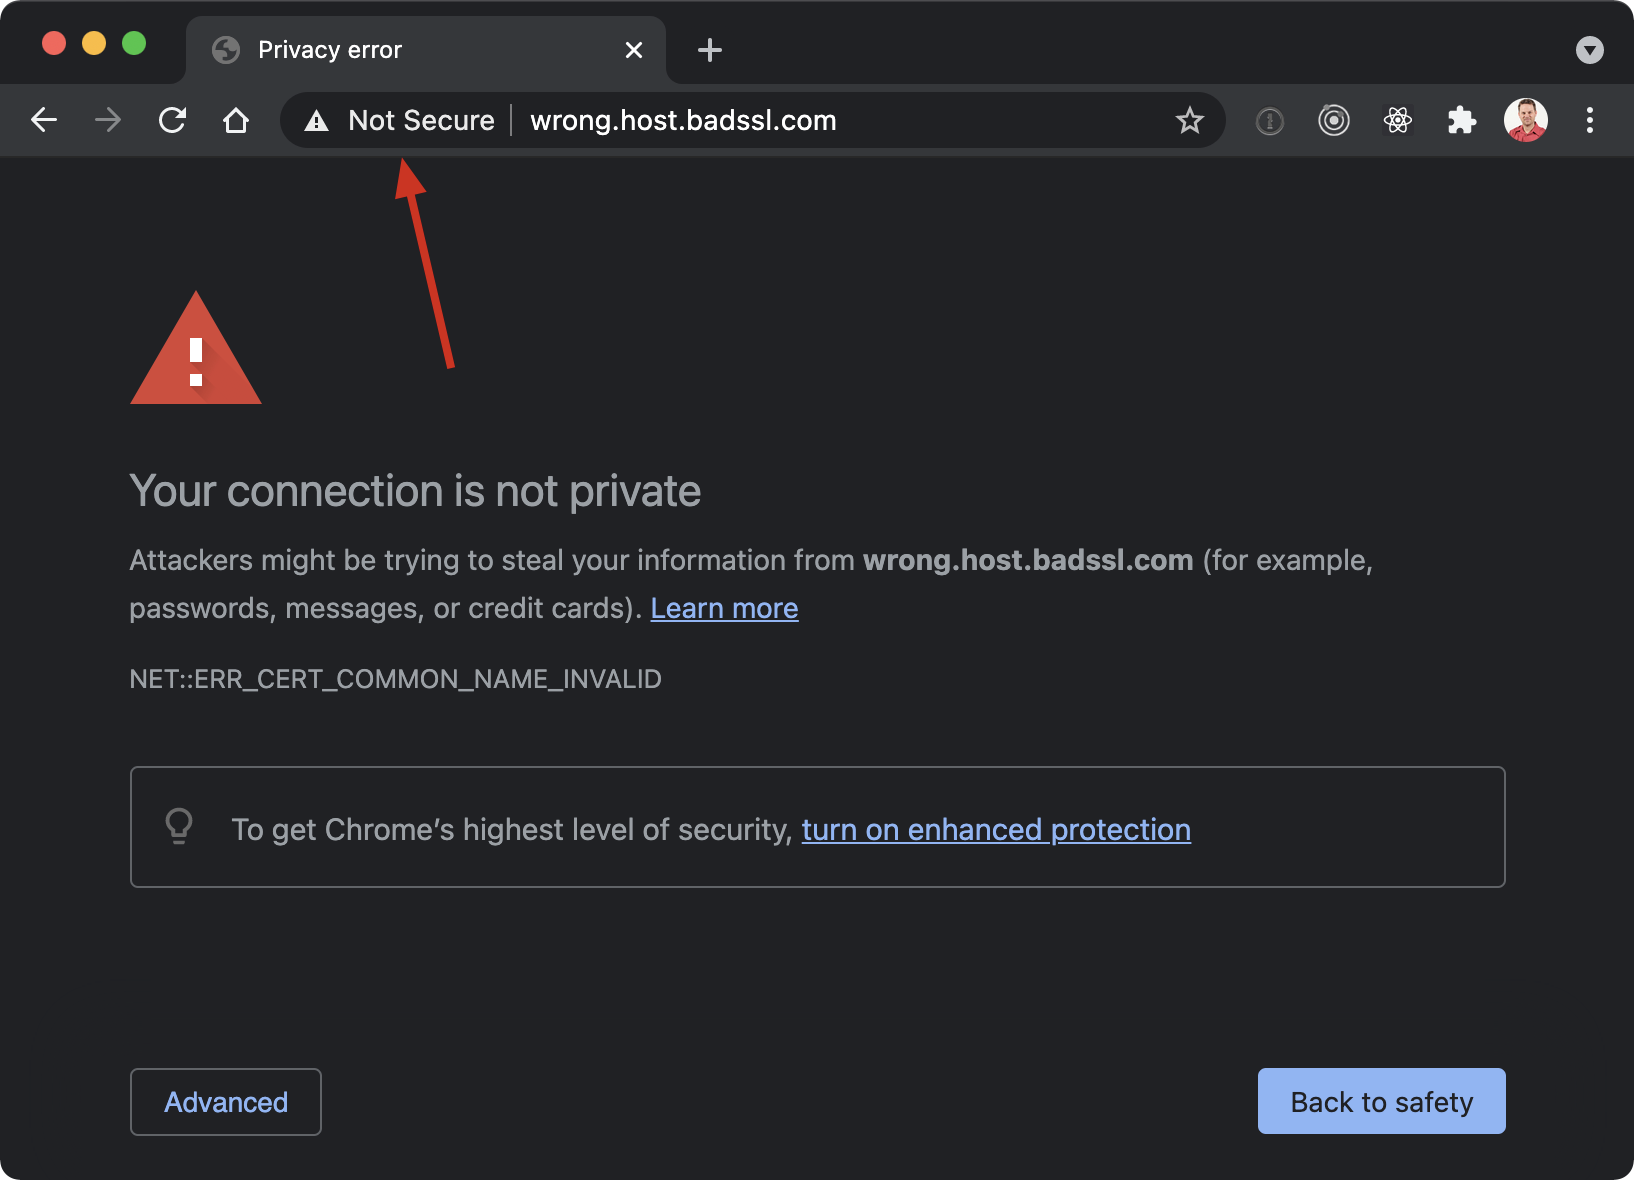 Privacy error
Not Secure wrong.host.badssl.com
Your connection is not private
Attackers might be trying to steal your information from wrong.host.badssl.com (for example,
passwords, messages, or credit cards). Learn more
NET::ERR_CERT_COMMON_NAME_INVALID
To get Chrome’s highest level of security, turn on enhanced protection
Advanced
Back to safety